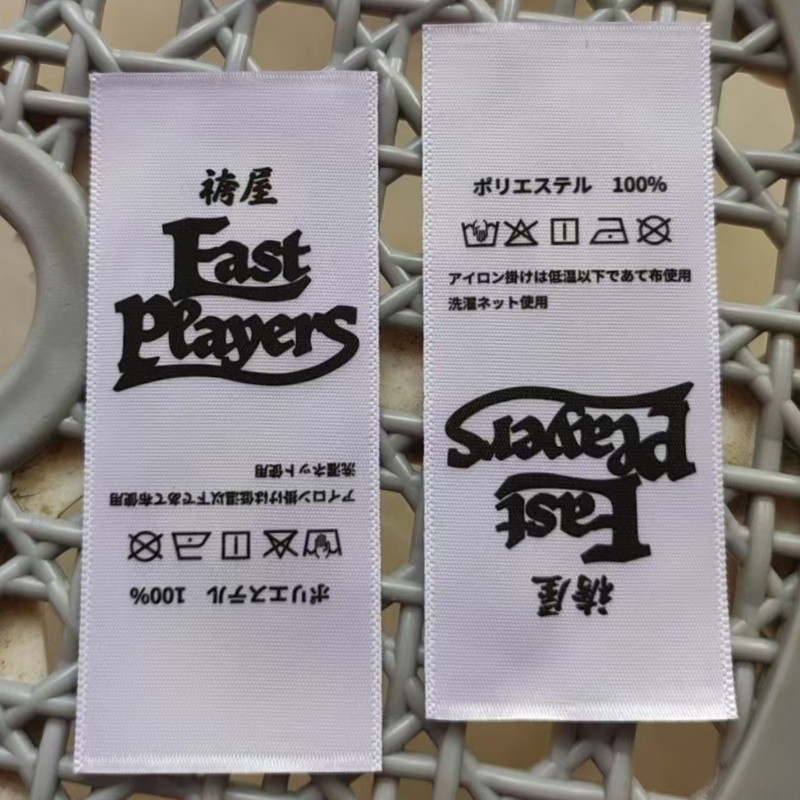 袴屋
East
Players
洗濯ネット使用
アイロン掛けは低温以下であて布使用
ポリエステル 100%
ポリエステル 100%
アイロン掛けは低温以下であて布使用
洗濯ネット使用
Players
East
袴屋